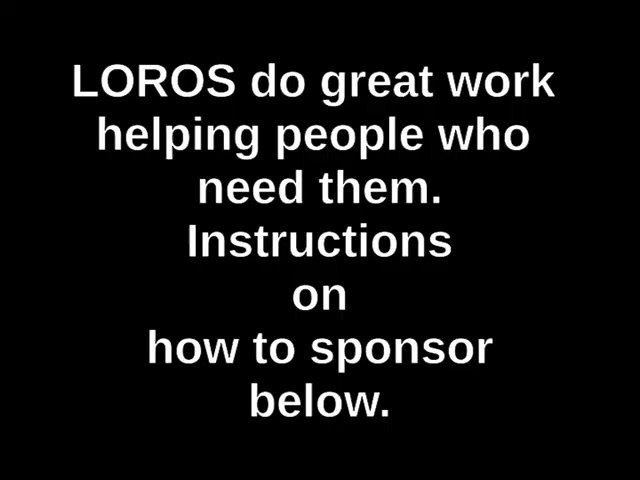 LOROS do great work
helping people who
need them.
Instructions
on
how to sponsor
below.